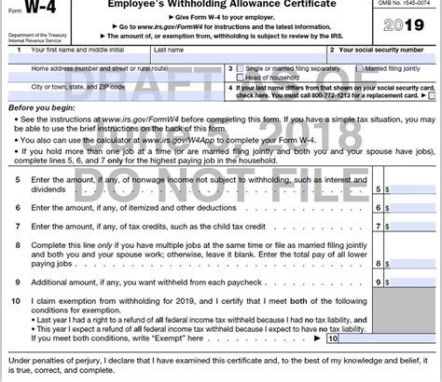 Form W-4
Department of the Treasury
Internal Revenue Service
Employee's Withholding Allowance Certificate
▶ Give Form W-4 to your employer.
▶ Go to www.irs.gov/FormW4 for instructions and the latest information.
▶ The amount of, or exemption from, withholding is subject to review by the IRS.
OMB No. 1545-0074
2019
1 Your first name and middle initial Last name 2 Your social security number
Home address (number and street or rural route)
3 Single or married filing separately Married filing jointly
Head of household
City or town, state, and ZIP code
4 If your last name differs from that shown on your social security card,
check here. You must call 800-772-1213 for a replacement card. ▶
DRAFT AS OF
June 5, 2018
DO NOT FILE
Before you begin:
• See the instructions at www.irs.gov/FormW4 before completing this form. If you have a simple tax situation, you may
be able to use the brief instructions on the back of this form.
• You also can use the calculator at www.irs.gov/W4App to complete your Form W-4.
• If you hold more than one job at a time (or are married filing jointly and both you and your spouse have jobs),
complete lines 5, 6, and 7 only for the highest paying job in the household.
5 Enter the amount, if any, of nonwage income not subject to withholding, such as interest and
dividends . . . . . . . . . . . . . . . . . . . . 5 $
6 Enter the amount, if any, of itemized and other deductions . . . . . . . . . . 6 $
7 Enter the amount, if any, of tax credits, such as the child tax credit . . . . . . . 7 $
8 Complete this line only if you have multiple jobs at the same time or file as married filing jointly
and both you and your spouse work; otherwise, leave it blank. Enter the total pay of all lower
paying jobs . . . . . . . . . . . . . . . . . . . . 8 $
9 Additional amount, if any, you want withheld from each paycheck . . . . . . . . 9 $
10 I claim exemption from withholding for 2019, and I certify that I meet both of the following
conditions for exemption.
• Last year I had a right to a refund of all federal income tax withheld because I had no tax liability, and
• This year I expect a refund of all federal income tax withheld because I expect to have no tax liability.
If you meet both conditions, write "Exempt" here . . . . . . . . . . ▶ 10
Under penalties of perjury, I declare that I have examined this certificate and, to the best of my knowledge and belief, it
is true, correct, and complete.